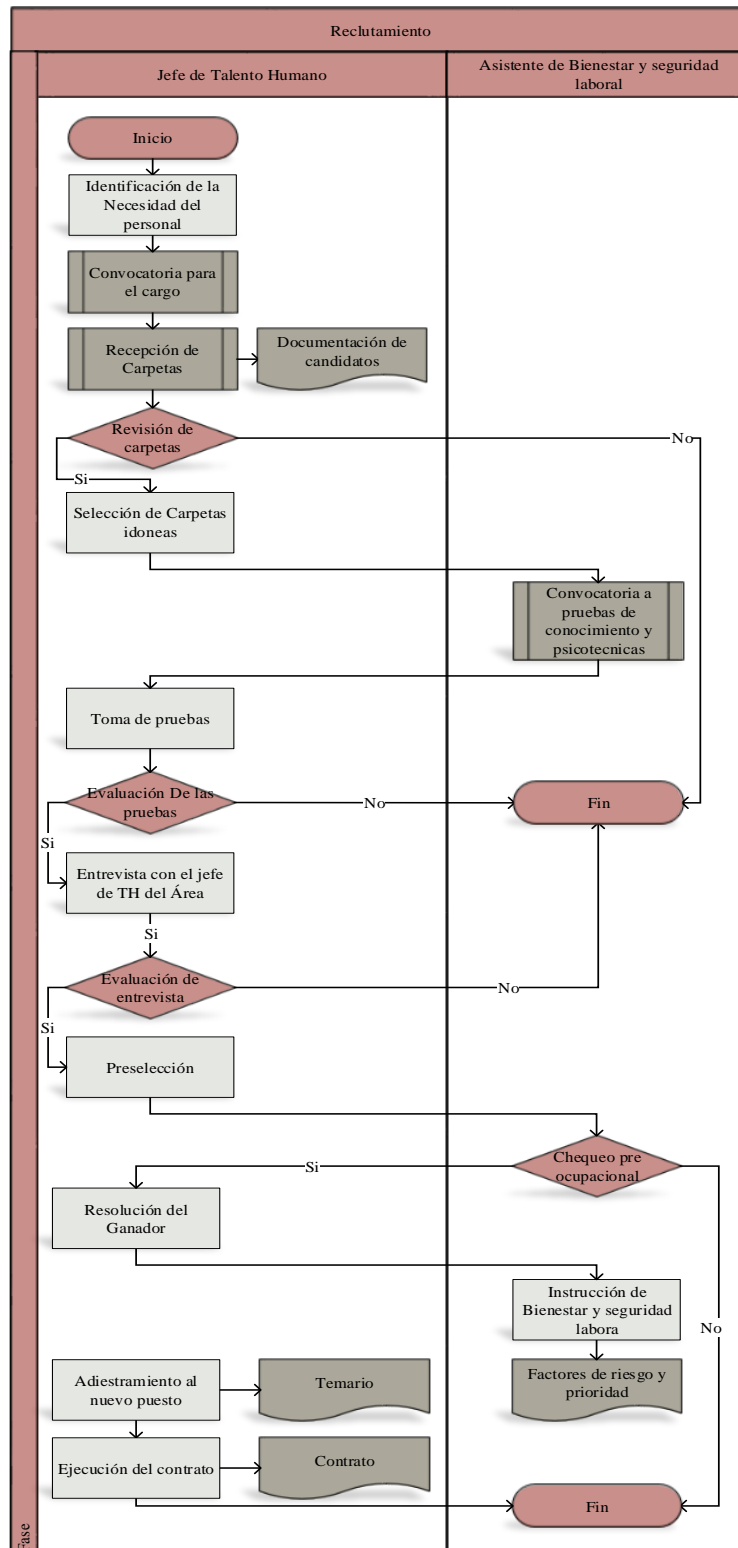 Reclutamiento
Jefe de Talento Humano
Asistente de Bienestar y seguridad
laboral
Inicio
Identificación de la
Necesidad del
personal
Convocatoria para
el cargo
Recepción de
Carpetas
Documentación de
candidatos
Revisión de
carpetas
No
Si
Selección de Carpetas
idoneas
Convocatoria a
pruebas de
conocimiento y
psicotecnicas
Toma de pruebas
Evaluación De las
pruebas
No
Fin
Si
Entrevista con el jefe
de TH del Área
Si
Evaluación de
entrevista
No
Si
Preselección
Chequeo pre
ocupacional
Si
Resolución del
Ganador
Instrucción de
Bienestar y seguridad
labora
No
Factores de riesgo y
prioridad
Adiestramiento al
nuevo puesto
Temario
Ejecución del contrato
Contrato
Fin
Fase